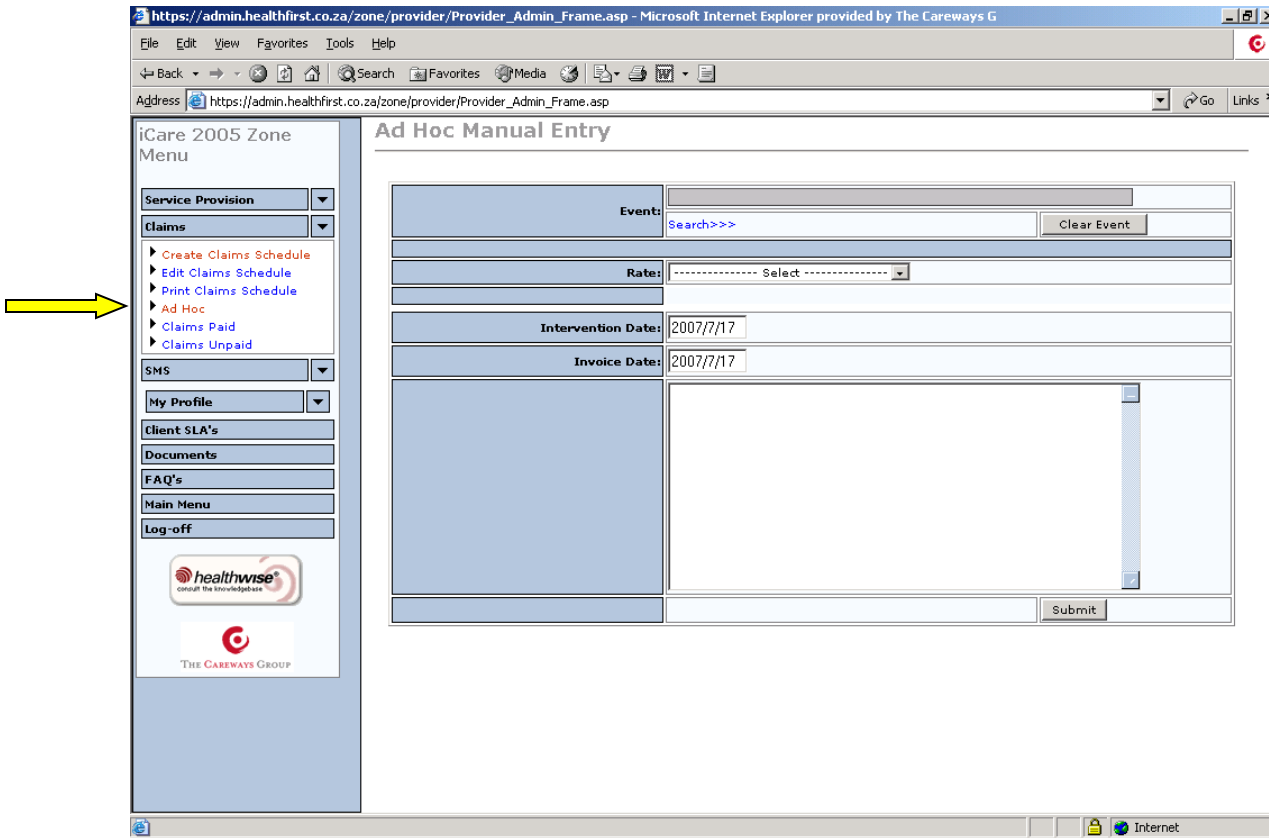 https://admin.healthfirst.co.za/zone/provider/Provider_Admin_Frame.asp - Microsoft Internet Explorer provided by The Careways G
File Edit View Favorites Tools Help
Back Search Favorites Media
Address https://admin.healthfirst.co.za/zone/provider/Provider_Admin_Frame.asp Go Links
iCare 2005 Zone
Menu
Service Provision
Claims
Create Claims Schedule
Edit Claims Schedule
Print Claims Schedule
Ad Hoc
Claims Paid
Claims Unpaid
SMS
My Profile
Client SLA's
Documents
FAQ's
Main Menu
Log-off
healthwise®
consult the knowledgebase
THE CAREWAYS GROUP
Ad Hoc Manual Entry
Event:
Search>>> Clear Event
Rate: --------------- Select ---------------
Intervention Date: 2007/7/17
Invoice Date: 2007/7/17
Submit
Internet